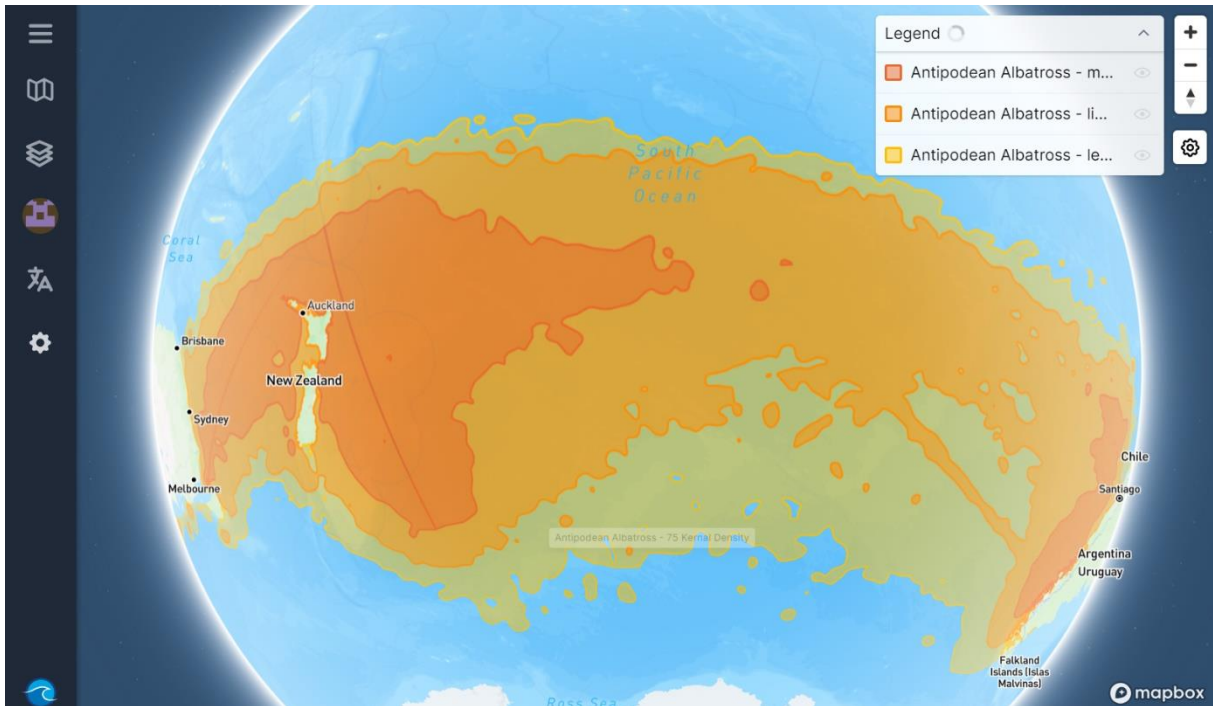 Legend
Antipodean Albatross - m...
Antipodean Albatross - li...
Antipodean Albatross - le...
South
Pacific
Ocean
Coral
Sea
Auckland
Brisbane
New Zealand
Sydney
Melbourne
Chile
Santiago
Antipodean Albatross - 75 Kernal Density
Argentina
Uruguay
Falkland
Islands (Islas
Malvinas)
Ross Sea
mapbox